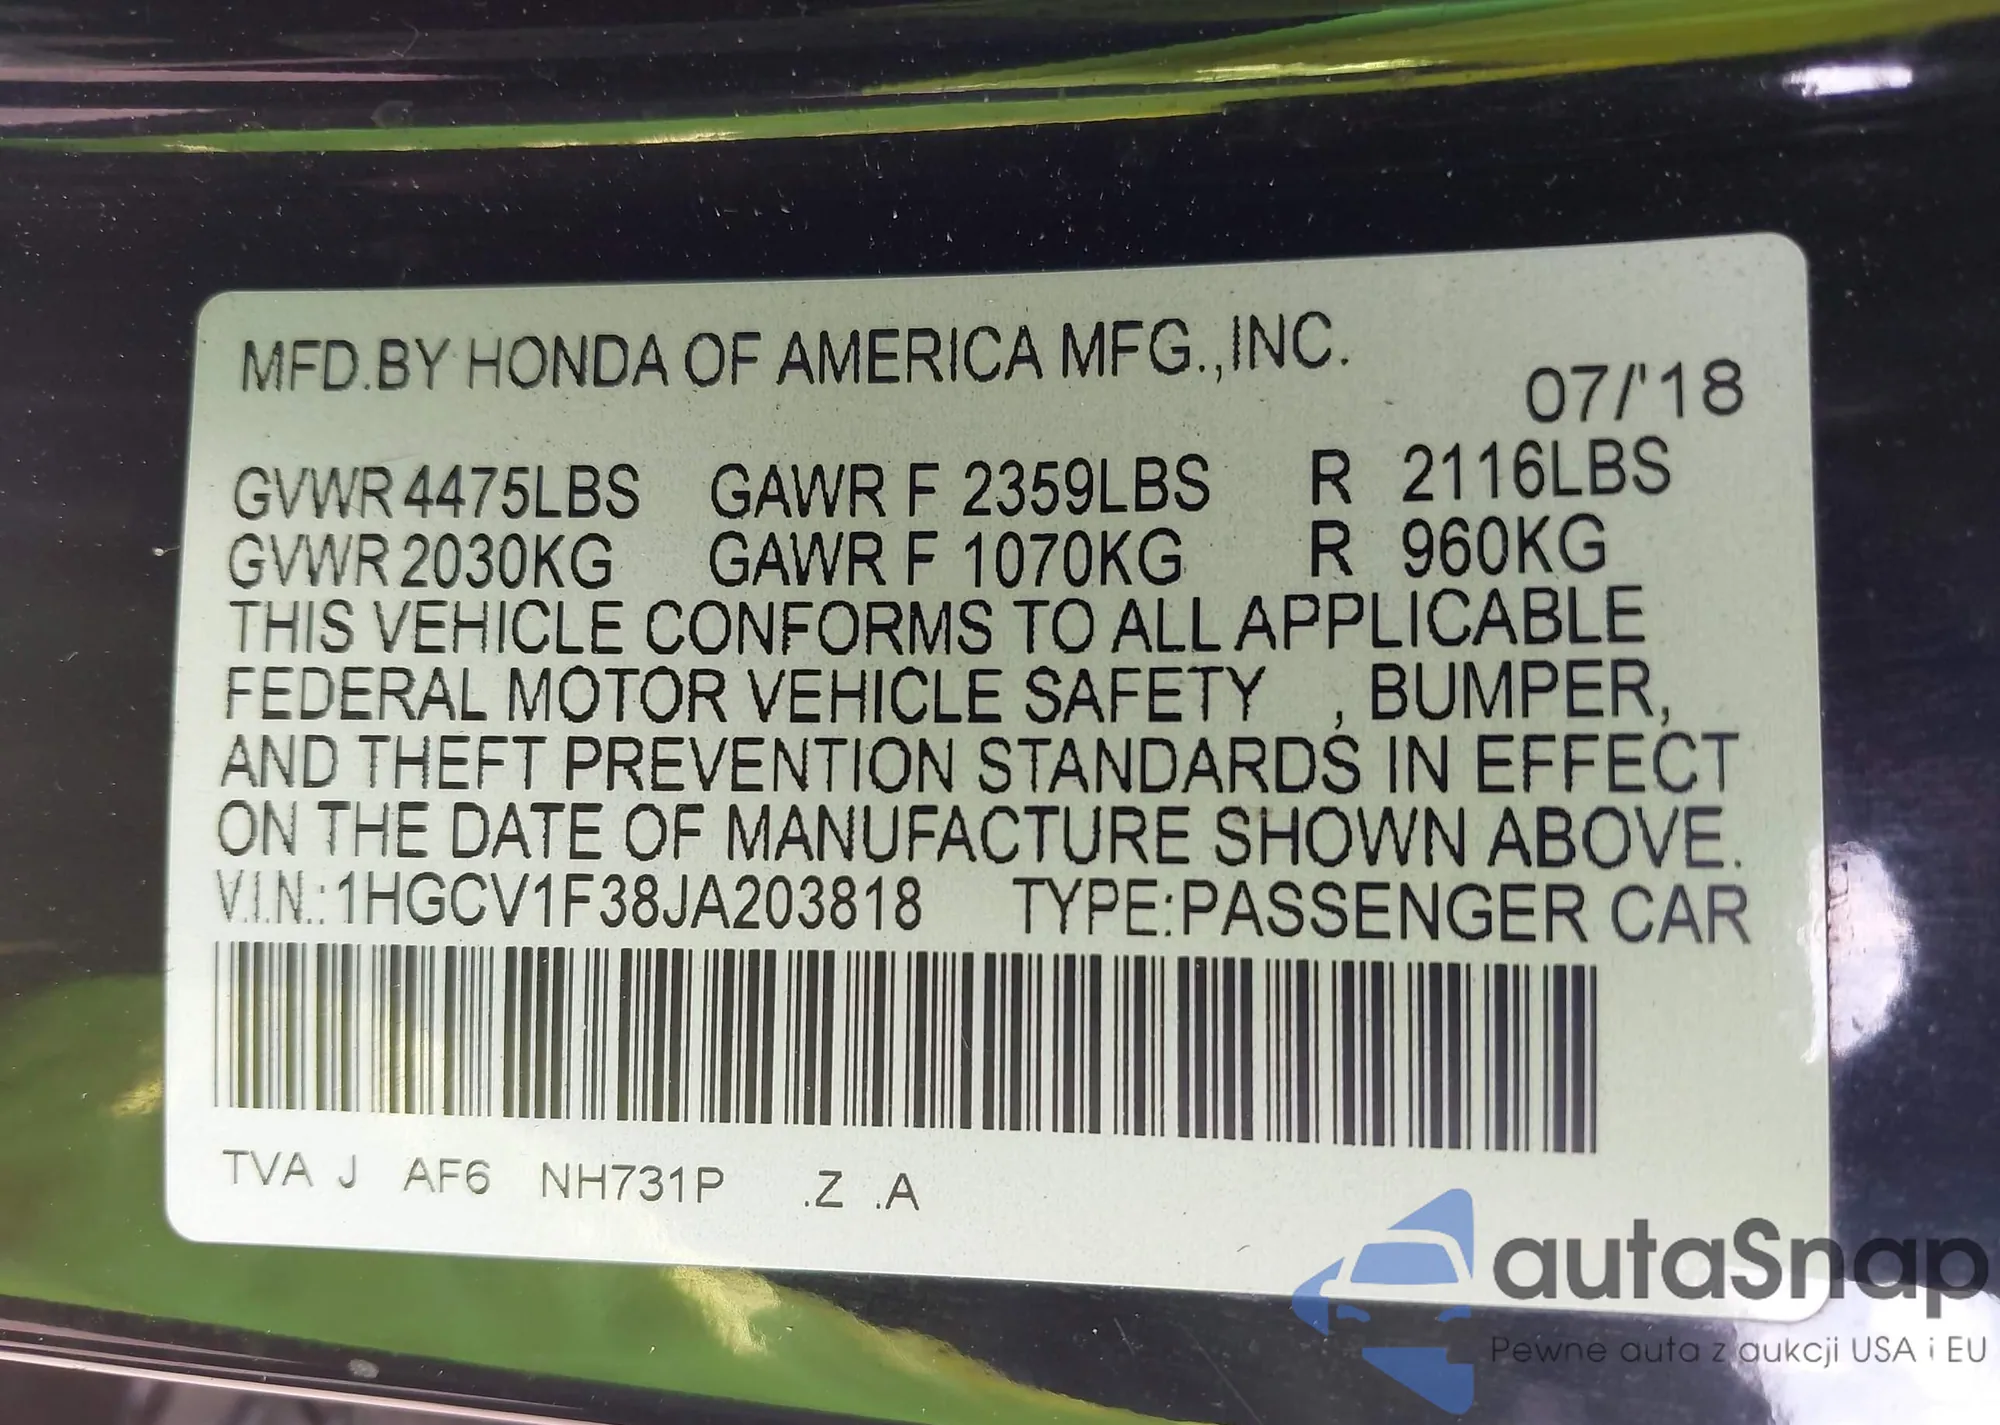 MFD.BY HONDA OF AMERICA MFG.,INC.
07/'18
GVWR 4475LBS GAWR F 2359LBS R 2116LBS
GVWR 2030KG GAWR F 1070KG R 960KG
THIS VEHICLE CONFORMS TO ALL APPLICABLE
FEDERAL MOTOR VEHICLE SAFETY , BUMPER,
AND THEFT PREVENTION STANDARDS IN EFFECT
ON THE DATE OF MANUFACTURE SHOWN ABOVE.
V.I.N.:1HGCV1F38JA203818 TYPE:PASSENGER CAR
TVA J AF6 NH731P .Z .A
autaSnap
Pewne auta z aukcji USA i EU